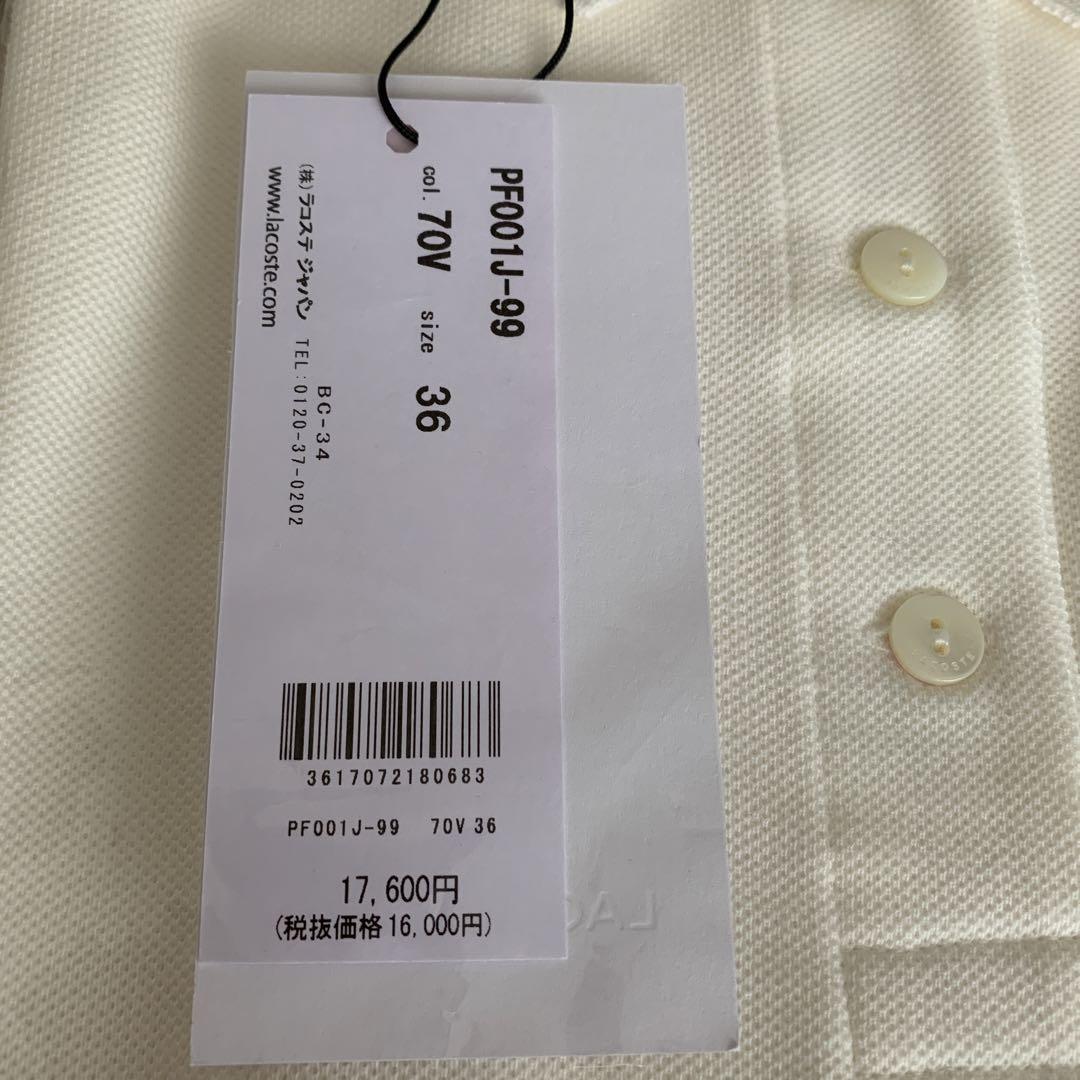 PF001J-99
col. 70V size 36
BC-34
(株)ラコステ ジャパン TEL:0120-37-0202
www.lacoste.com
3617072180683
PF001J-99 70V 36
17,600円
(税抜価格16,000円)
LACOSTE